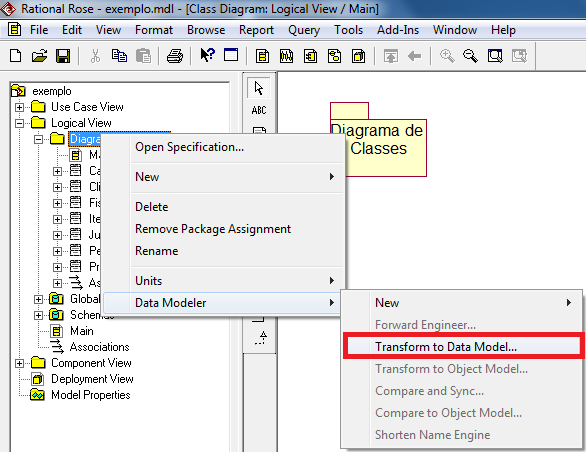 Rational Rose - exemplo.mdl - [Class Diagram: Logical View / Main]
File Edit View Format Browse Report Query Tools Add-Ins Window Help
exemplo
Use Case View
Logical View
Diagra
Ma
Ca
Cli
Fis
Ite
Ju
Pe
Pr
As
Global
Schemas
Main
Associations
Component View
Deployment View
Model Properties
ABC
Diagrama de
Classes
Open Specification...
New
Delete
Remove Package Assignment
Rename
Units
Data Modeler
New
Forward Engineer...
Transform to Data Model...
Transform to Object Model...
Compare and Sync...
Compare to Object Model...
Shorten Name Engine